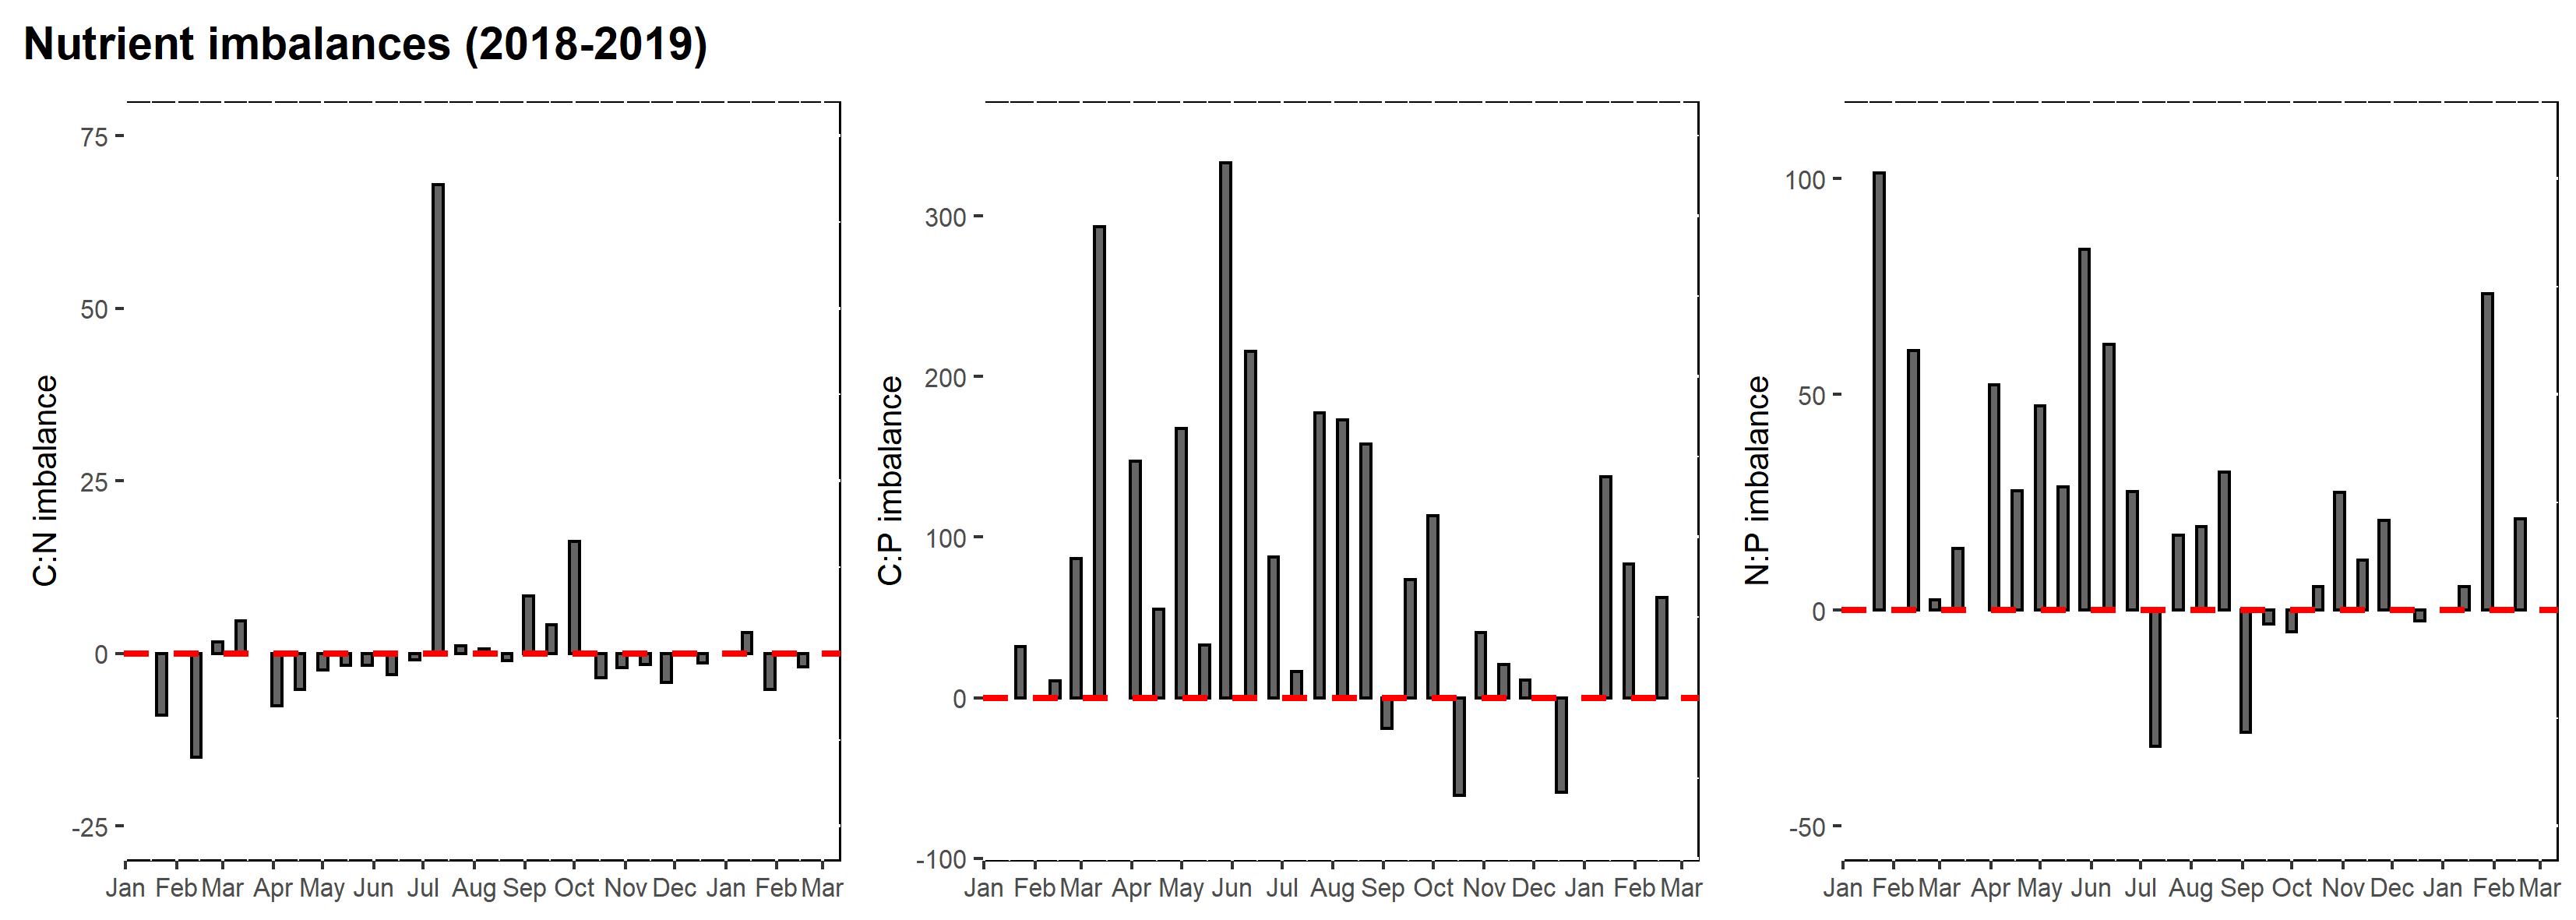 Nutrient imbalances (2018-2019)
C:N imbalance
75
50
25
0
-25
Jan Feb Mar Apr May Jun Jul Aug Sep Oct Nov Dec Jan Feb Mar
C:P imbalance
300
200
100
0
-100
Jan Feb Mar Apr May Jun Jul Aug Sep Oct Nov Dec Jan Feb Mar
N:P imbalance
100
50
0
-50
Jan Feb Mar Apr May Jun Jul Aug Sep Oct Nov Dec Jan Feb Mar